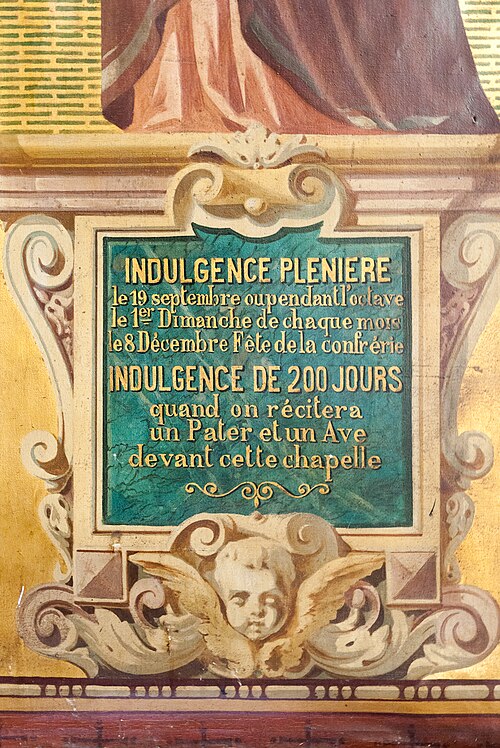 INDULGENCE PLENIERE
le 19 septembre ou pendant l'octave
le 1er Dimanche de chaque mois
le 8 Décembre Fête de la confrérie
INDULGENCE DE 200 JOURS
quand on récitera
un Pater et un Ave
devant cette chapelle